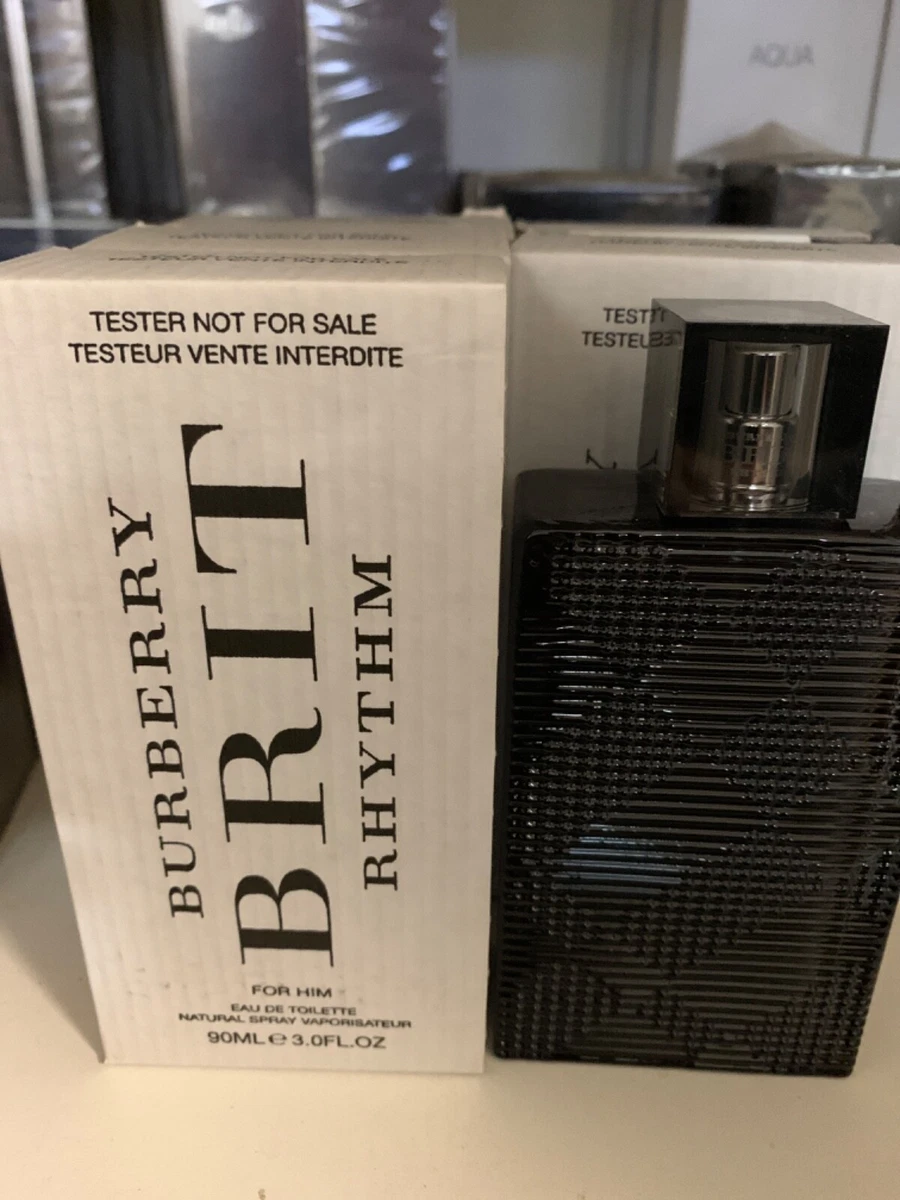 AQUA
TESTER NOT FOR SALE
TESTEUR VENTE INTERDITE
BURBERRY
BRIT
RHYTHM
FOR HIM
EAU DE TOILETTE
NATURAL SPRAY VAPORISATEUR
90ML e 3.0FL.OZ